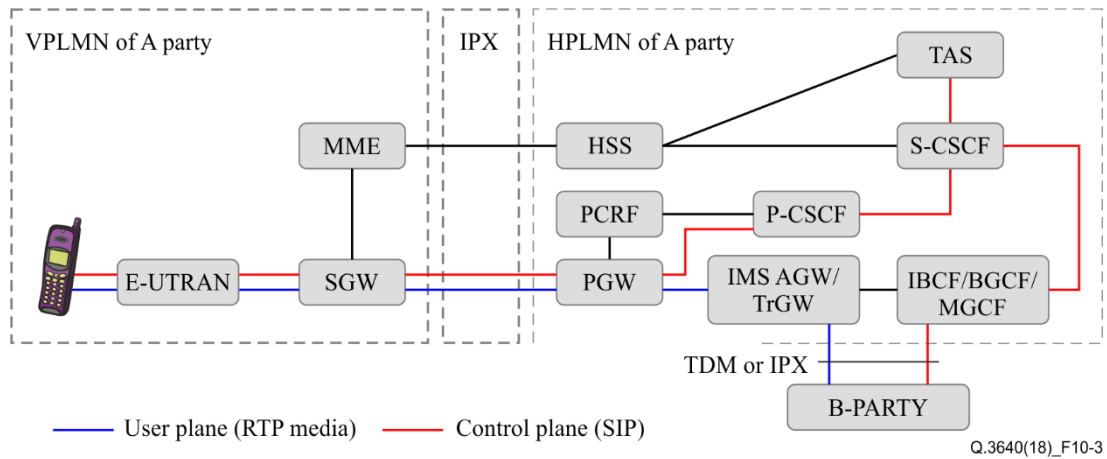 VPLMN of A party
IPX
HPLMN of A party
TAS
MME
HSS
S-CSCF
PCRF
P-CSCF
E-UTRAN
SGW
PGW
IMS AGW/
TrGW
IBCF/BGCF/
MGCF
TDM or IPX
B-PARTY
User plane (RTP media)
Control plane (SIP)
Q.3640(18)_F10-3